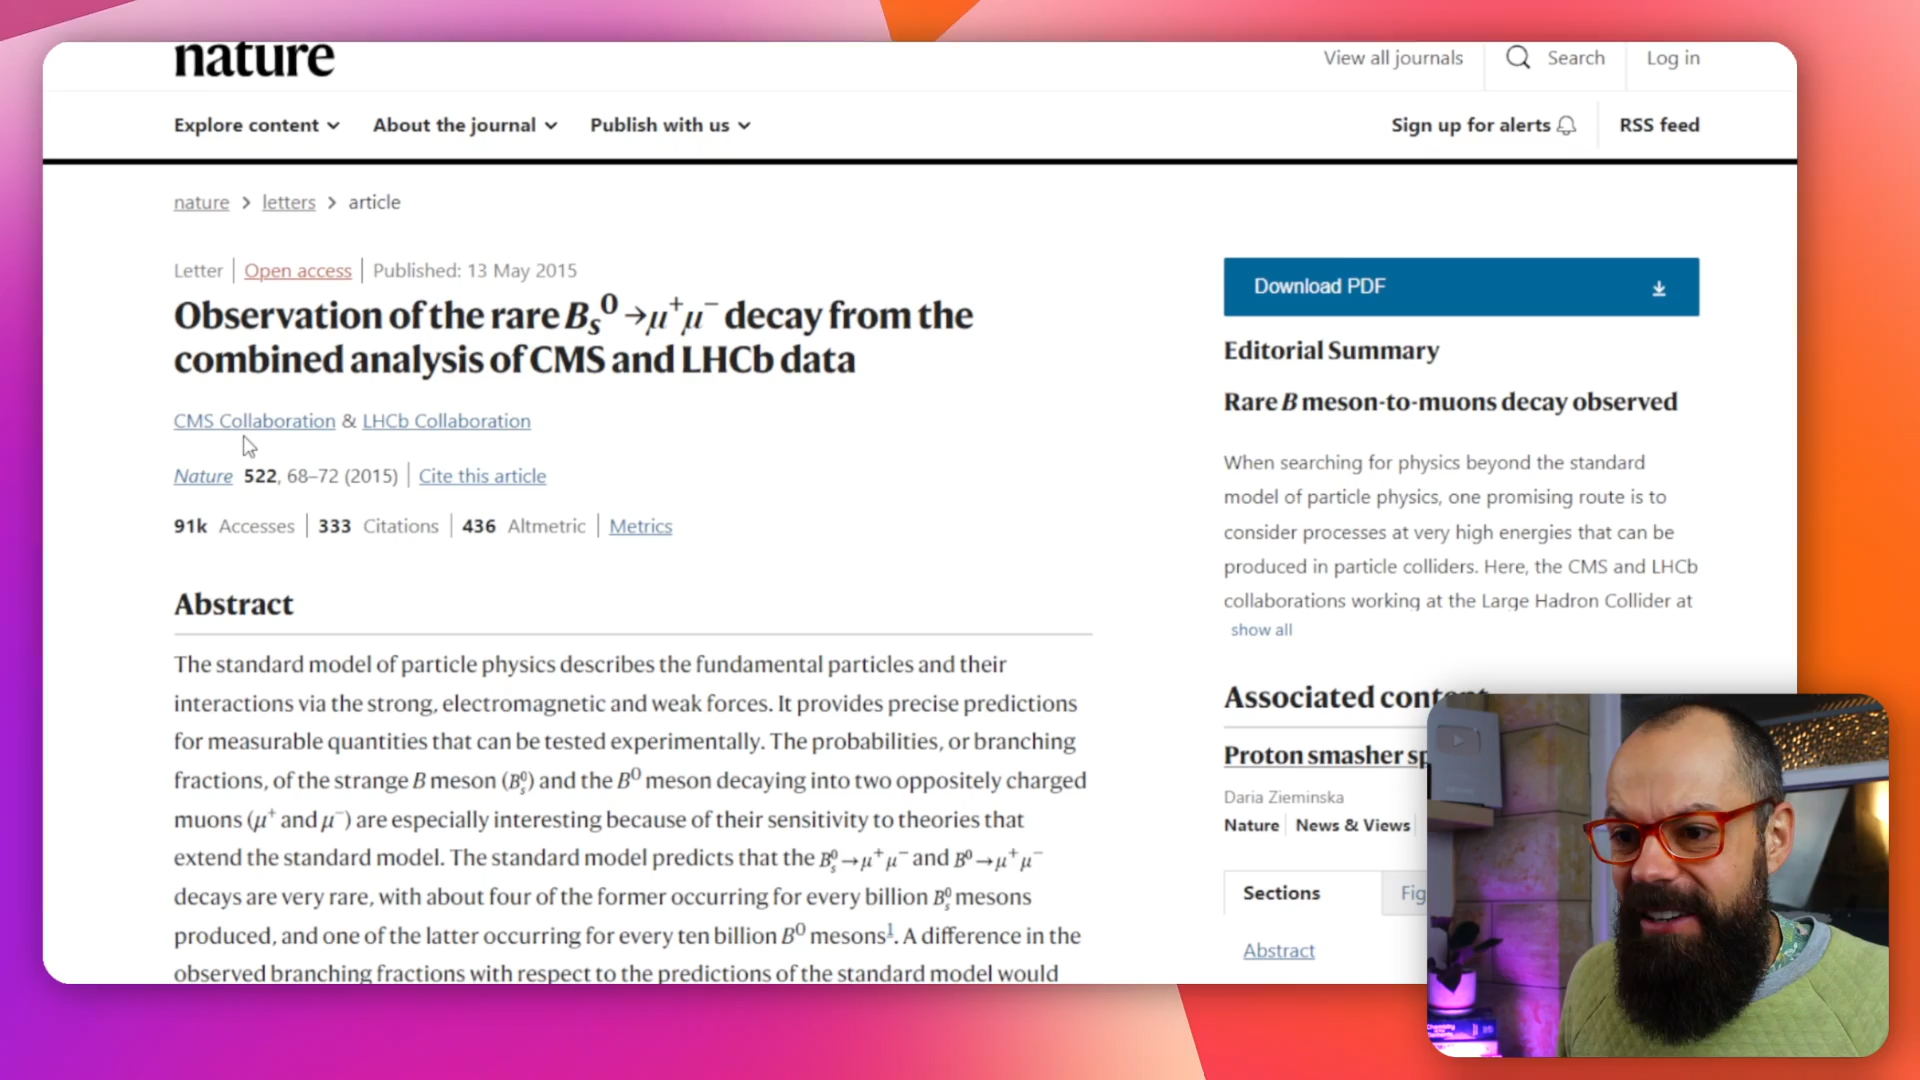 nature
View all journals
Search
Log in
Explore content
About the journal
Publish with us
Sign up for alerts
RSS feed
nature > letters > article
Letter | Open access | Published: 13 May 2015
Observation of the rare Bₛ⁰→μ⁺μ⁻ decay from the
combined analysis of CMS and LHCb data
CMS Collaboration & LHCb Collaboration
Nature 522, 68–72 (2015) | Cite this article
91k Accesses | 333 Citations | 436 Altmetric | Metrics
Abstract
The standard model of particle physics describes the fundamental particles and their
interactions via the strong, electromagnetic and weak forces. It provides precise predictions
for measurable quantities that can be tested experimentally. The probabilities, or branching
fractions, of the strange B meson (Bₛ⁰) and the B⁰ meson decaying into two oppositely charged
muons (μ⁺ and μ⁻) are especially interesting because of their sensitivity to theories that
extend the standard model. The standard model predicts that the Bₛ⁰→μ⁺μ⁻ and B⁰→μ⁺μ⁻
decays are very rare, with about four of the former occurring for every billion Bₛ⁰ mesons
produced, and one of the latter occurring for every ten billion B⁰ mesons¹. A difference in the
observed branching fractions with respect to the predictions of the standard model would
Download PDF
Editorial Summary
Rare B meson-to-muons decay observed
When searching for physics beyond the standard
model of particle physics, one promising route is to
consider processes at very high energies that can be
produced in particle colliders. Here, the CMS and LHCb
collaborations working at the Large Hadron Collider at
show all
Associated content
Proton smasher sp
Daria Zieminska
Nature | News & Views
Sections
Fig
Abstract